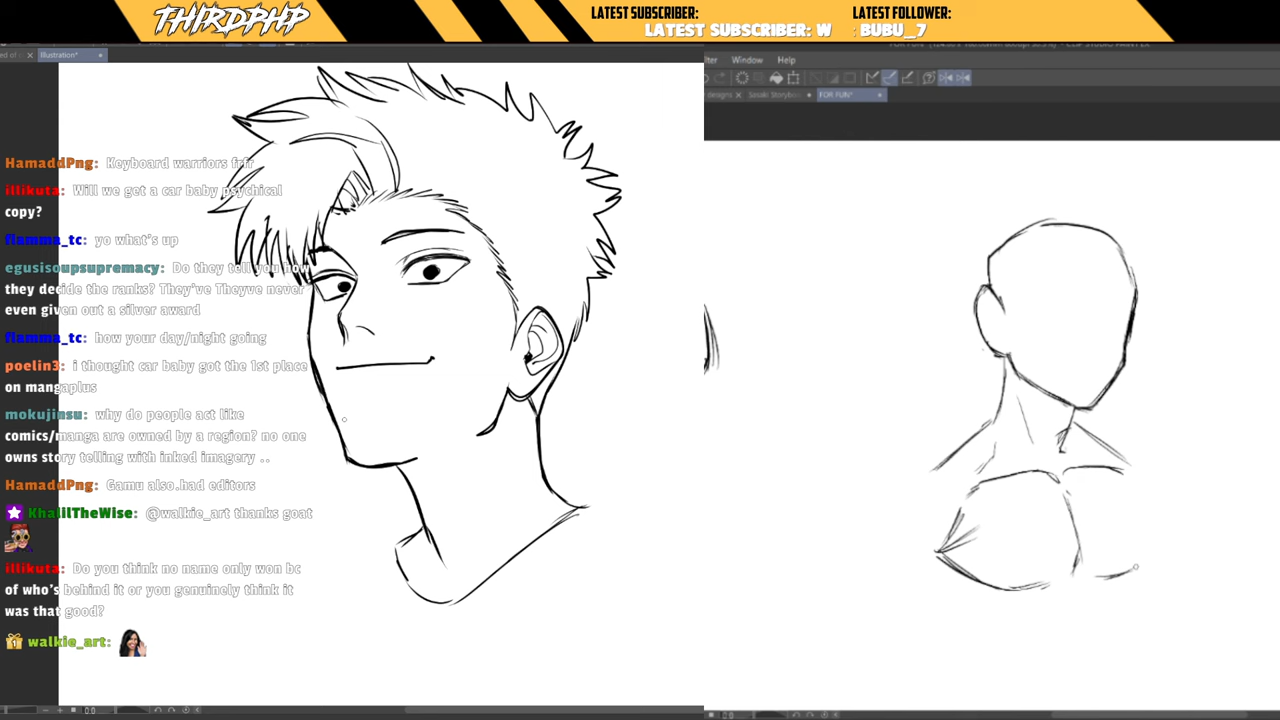 THIRDPHP
LATEST SUBSCRIBER:
LATEST SUBSCRIBER: W
LATEST FOLLOWER:
: BUBU_7
Illustration*
Window Help
Sasaki Storyboa
FOR FUN*
HamaddPng: Keyboard warriors frfr
illikuta: Will we get a car baby psychical
copy?
flamma_tc: yo what's up
egusisoupsupremacy: Do they tell you how
they decide the ranks? They've Theyve never
even given out a silver award
flamma_tc: how your day/night going
poelin3: i thought car baby got the 1st place
on mangaplus
mokujinsu: why do people act like
comics/manga are owned by a region? no one
owns story telling with inked imagery ..
HamaddPng: Gamu also.had editors
KhalilTheWise: @walkie_art thanks goat
illikuta: Do you think no name only won bc
of who's behind it or you genuinely think it
was that good?
walkie_art: